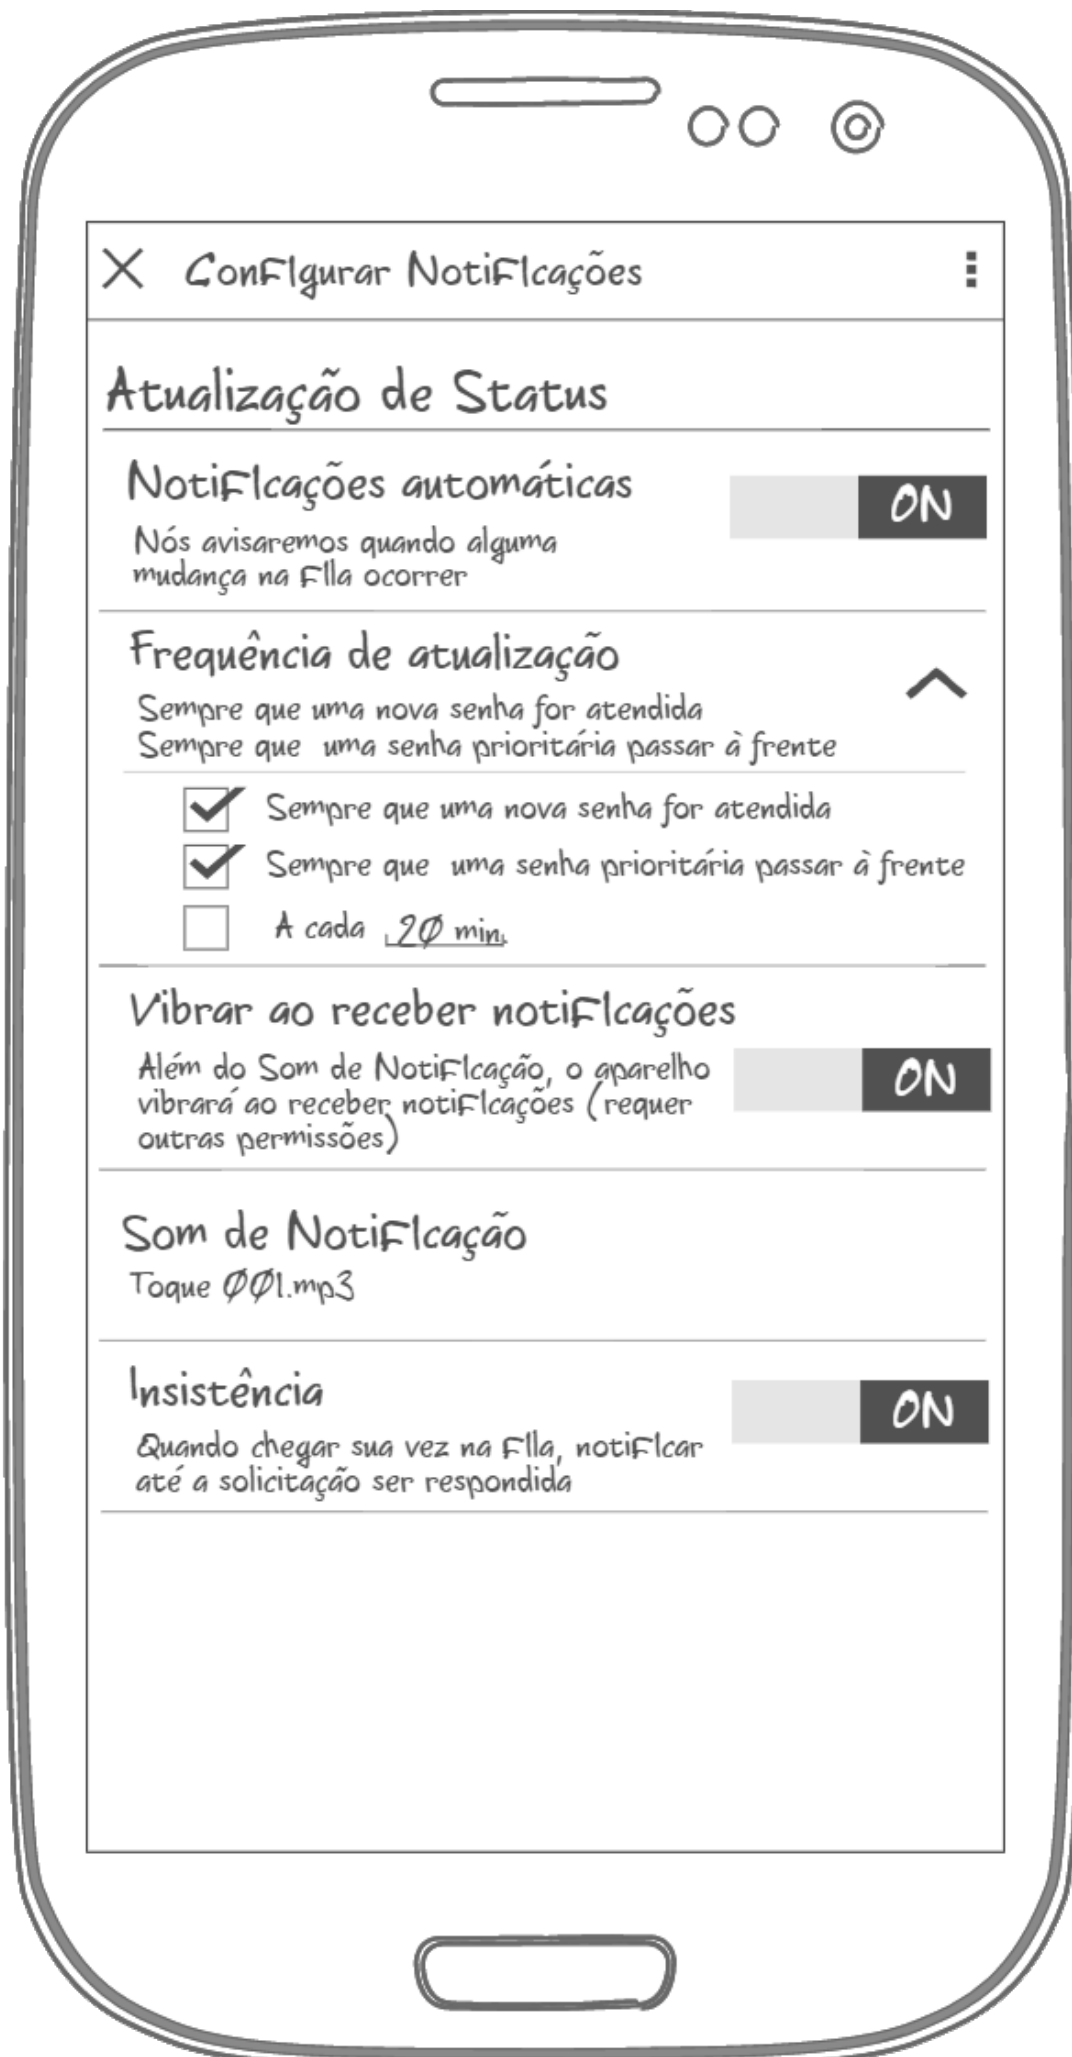 Configurar Notificações
Atualização de Status
Notificações automáticas
ON
Nós avisaremos quando alguma
mudança na fila ocorrer
Frequência de atualização
Sempre que uma nova senha for atendida
Sempre que uma senha prioritária passar à frente
Sempre que uma nova senha for atendida
Sempre que uma senha prioritária passar à frente
A cada 20 min.
Vibrar ao receber notificações
Além do Som de Notificação, o aparelho
vibrará ao receber notificações (requer
outras permissões)
ON
Som de Notificação
Toque 001.mp3
Insistência
ON
Quando chegar sua vez na fila, notificar
até a solicitação ser respondida